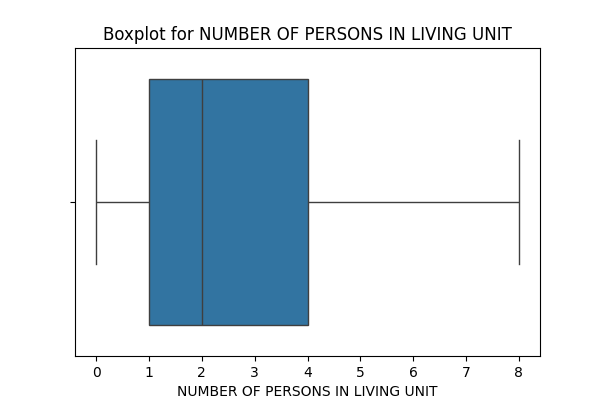 Boxplot for NUMBER OF PERSONS IN LIVING UNIT
0 1 2 3 4 5 6 7 8
NUMBER OF PERSONS IN LIVING UNIT